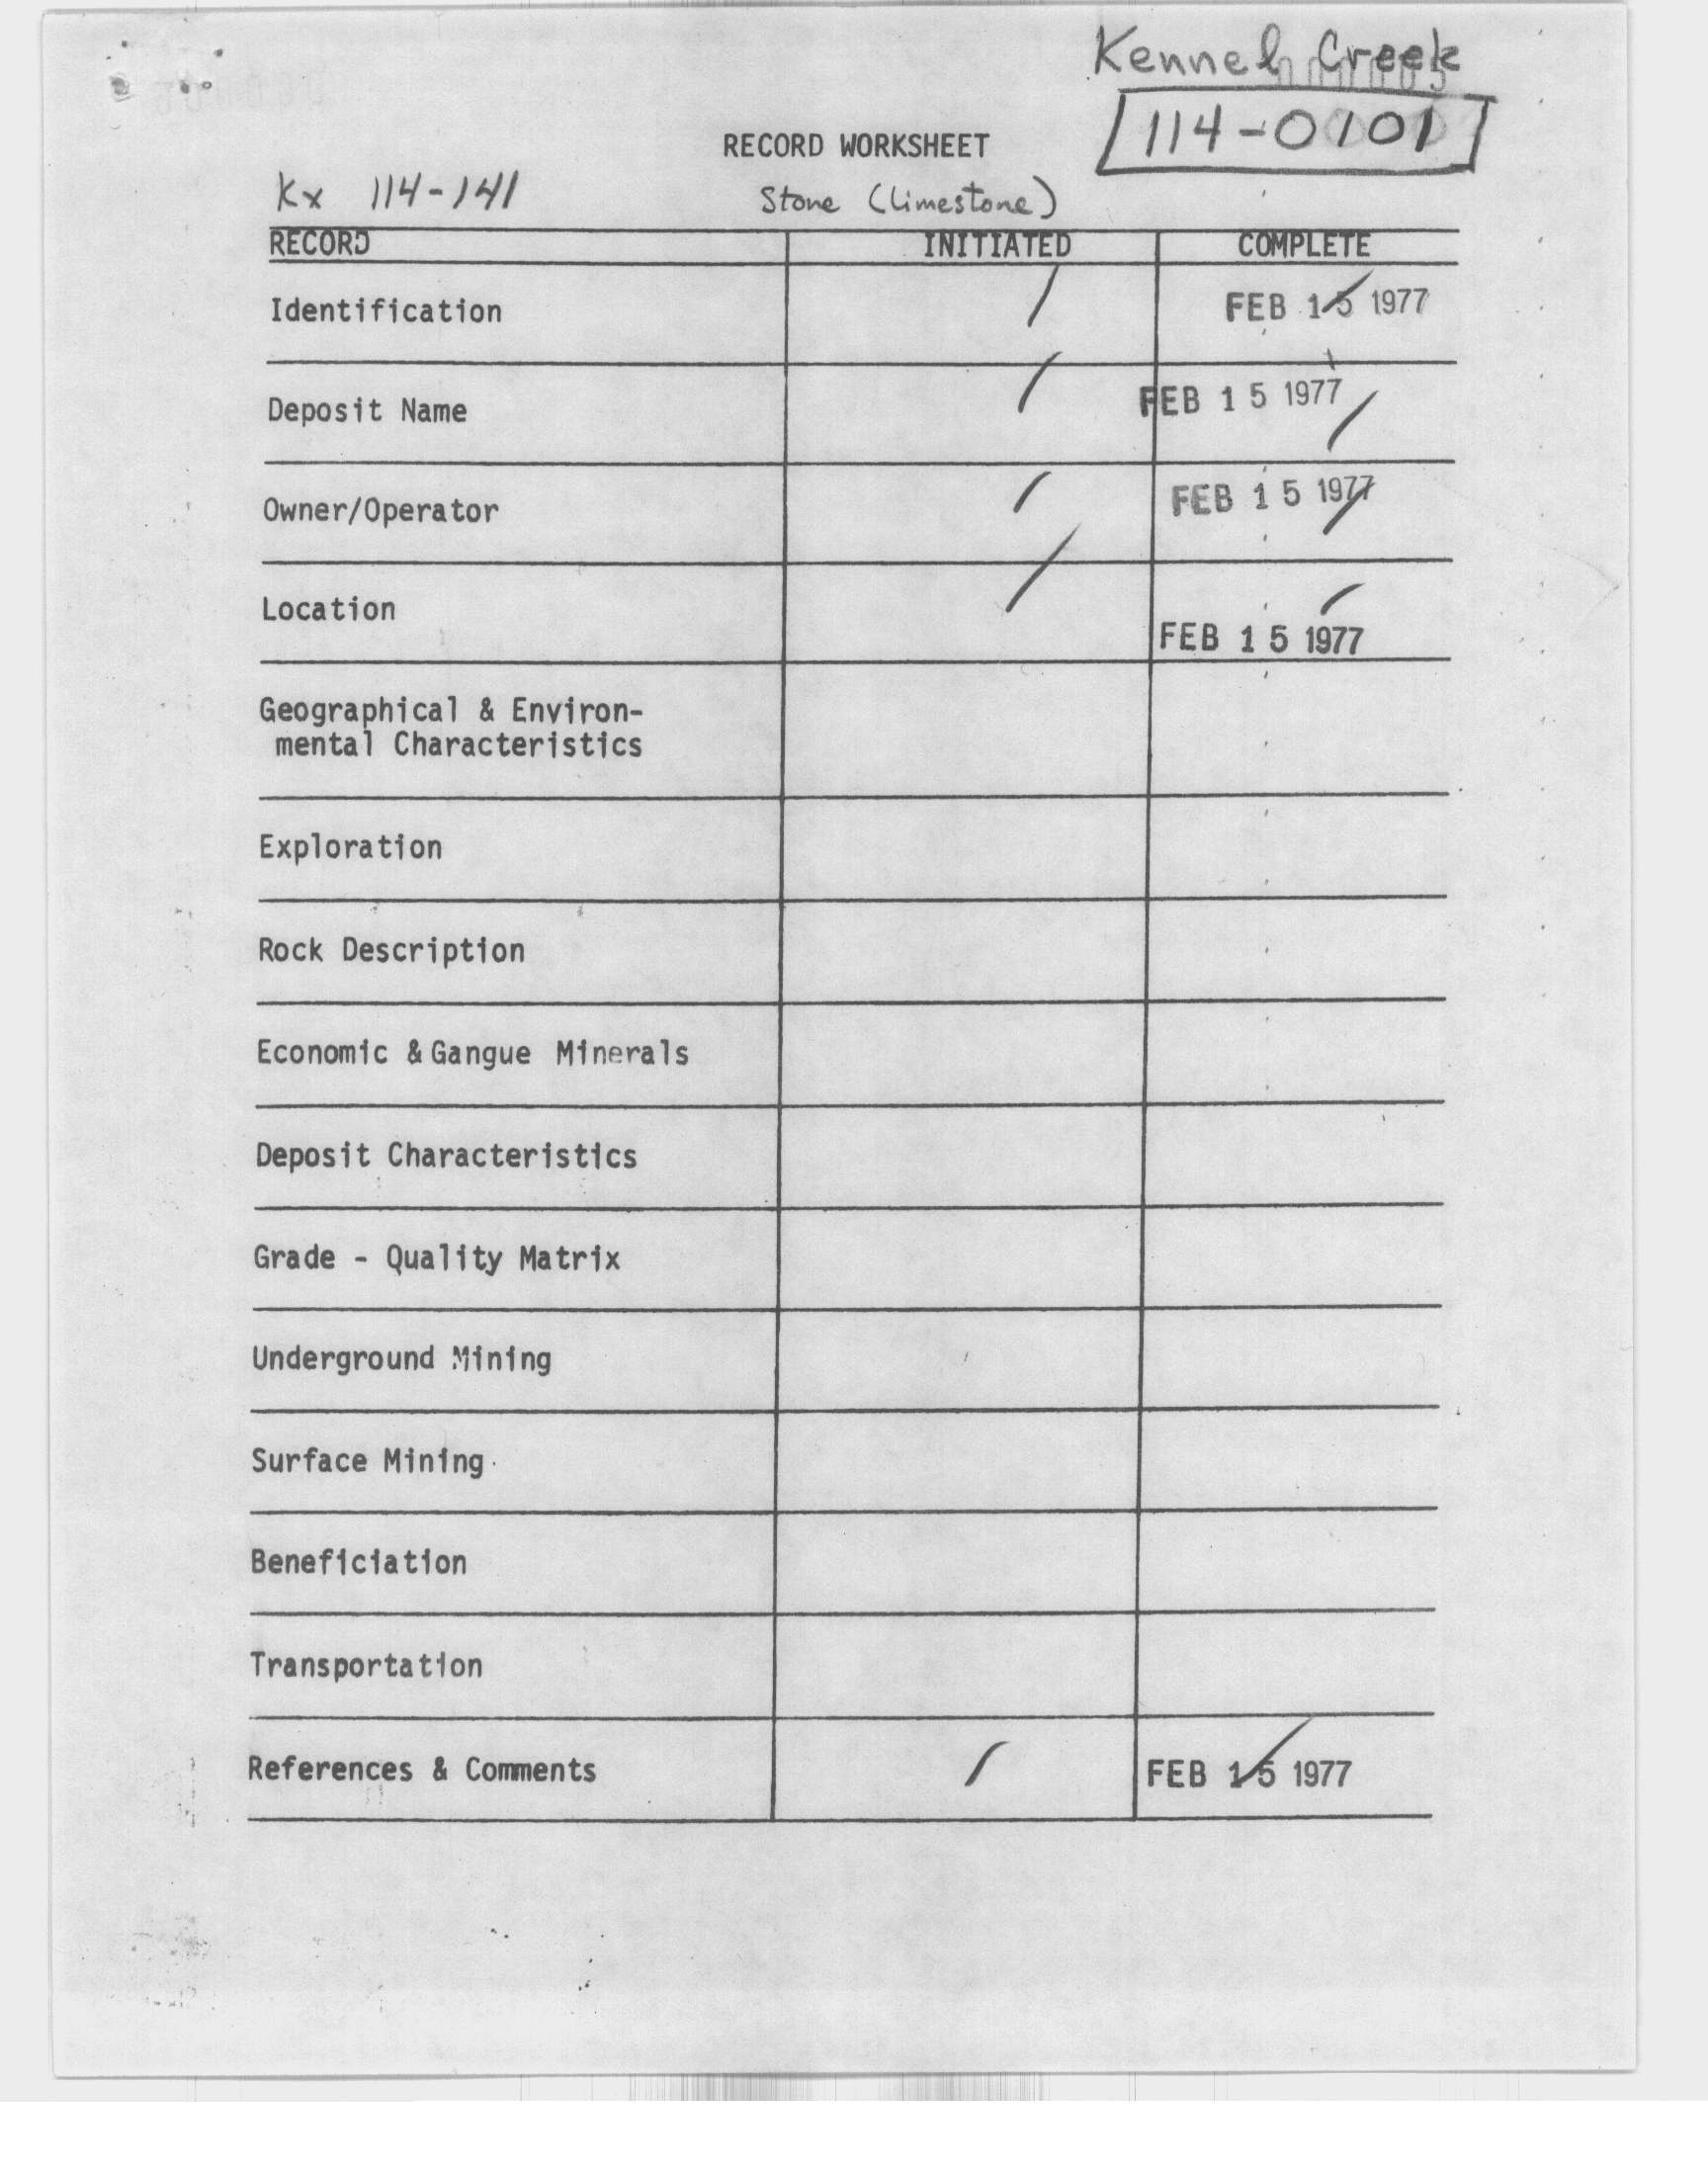 Kennel Creek
114-0101
RECORD WORKSHEET
Kx 114-141 Stone (Limestone)
RECORD INITIATED COMPLETE
Identification / FEB 15 1977
Deposit Name / FEB 15 1977
Owner/Operator / FEB 15 1977
Location / FEB 15 1977
Geographical & Environ-
mental Characteristics
Exploration
Rock Description
Economic & Gangue Minerals
Deposit Characteristics
Grade - Quality Matrix
Underground Mining
Surface Mining
Beneficiation
Transportation
References & Comments / FEB 15 1977